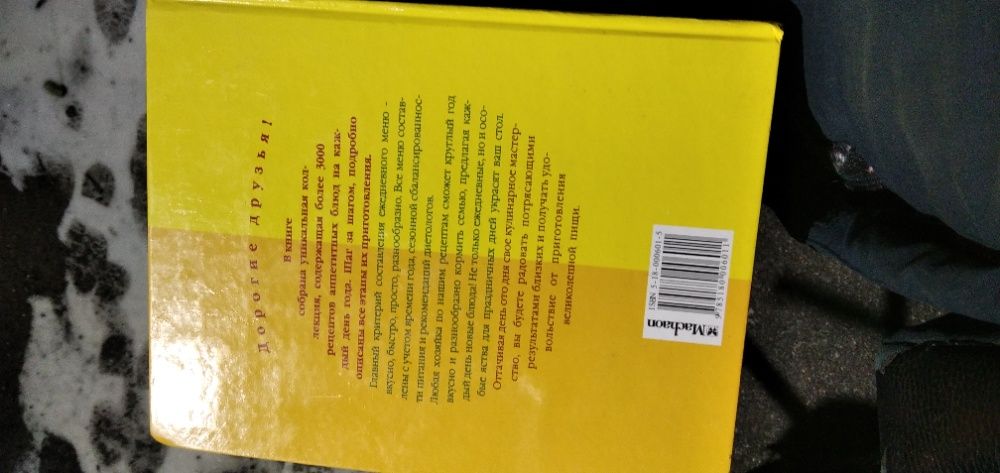 Дорогие друзья!
В книге
собрана уникальная кол-
лекция, содержащая более 3000
рецептов аппетитных блюд на каж-
дый день года. Шаг за шагом, подробно
описаны все этапы их приготовления.
Главный критерий составления ежедневного меню -
вкусно, быстро, просто, разнообразно. Все меню состав-
лены с учетом времени года, сезонной сбалансированнос-
ти питания и рекомендаций диетологов.
Любая хозяйка по нашим рецептам сможет круглый год
вкусно и разнообразно кормить семью, предлагая каж-
дый день новые блюда! Не только ежедневные, но и осо-
бые яства для праздничных дней украсят ваш стол.
Оттачивая день ото дня свое кулинарное мастер-
ство, вы будете радовать потрясающими
результатами близких и получать удо-
вольствие от приготовления
великолепной пищи.
ISBN 5-18-000601-5
9785180006011
Machaon